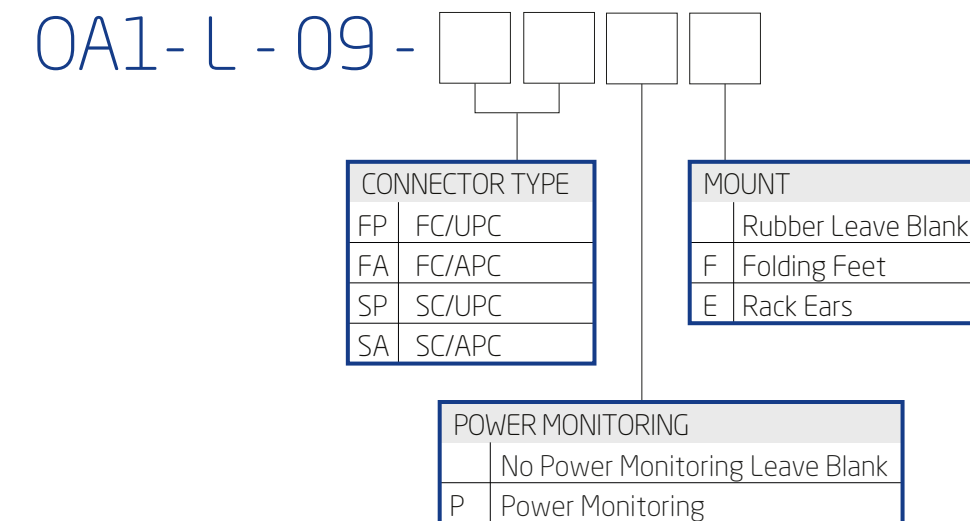 OA1- L - 09 -
CONNECTOR TYPE
FP FC/UPC
FA FC/APC
SP SC/UPC
SA SC/APC
MOUNT
Rubber Leave Blank
F Folding Feet
E Rack Ears
POWER MONITORING
No Power Monitoring Leave Blank
P Power Monitoring